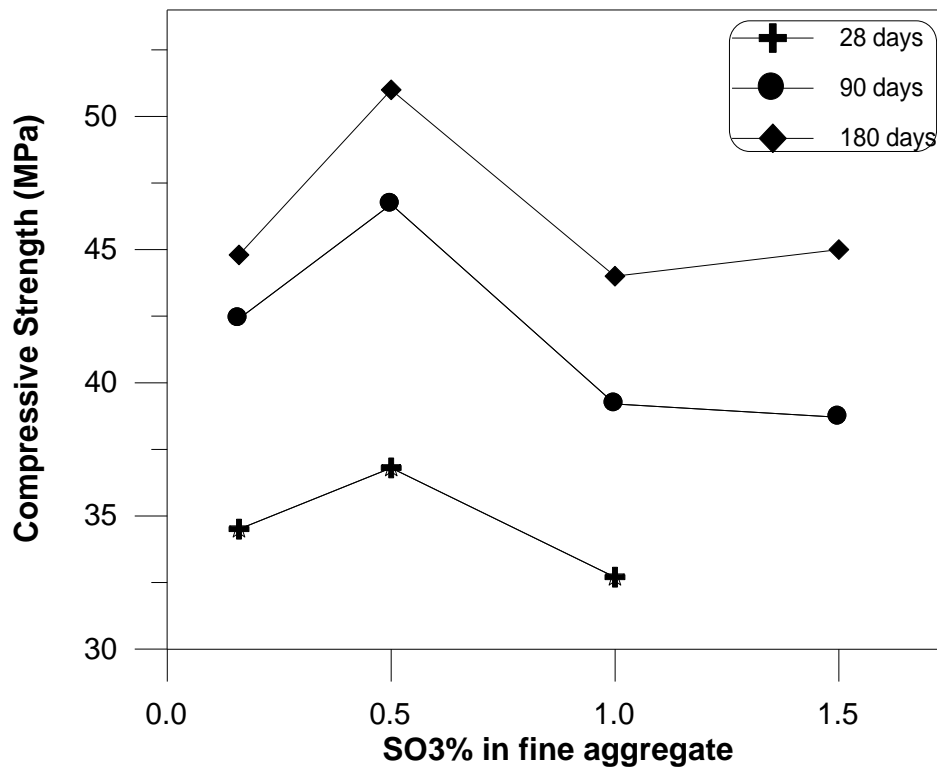 28 days
90 days
180 days
50
45
40
35
30
Compressive Strength (MPa)
0.0 0.5 1.0 1.5
SO3% in fine aggregate